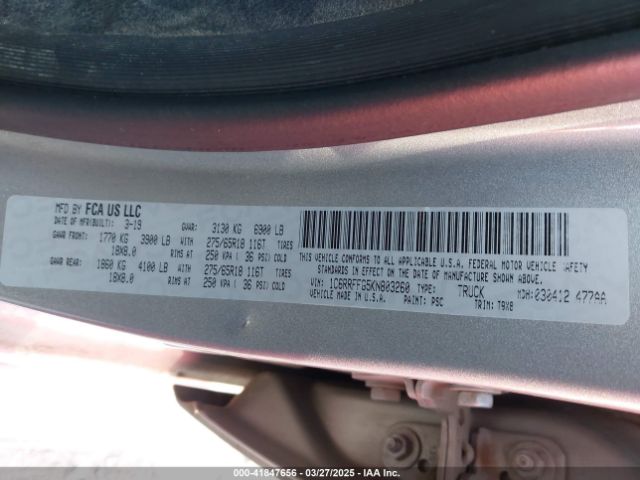 MFD BY FCA US LLC
DATE OF MFR(BUILT): 3-19 GVWR: 3130 KG 6900 LB
GAWR FRONT: 1770 KG 3900 LB WITH 275/65R18 116T TIRES
18X8.0 RIMS AT 250 KPA ( 36 PSI) COLD
GAWR REAR: 1860 KG 4100 LB WITH 275/65R18 116T TIRES
18X8.0 RIMS AT 250 KPA ( 36 PSI) COLD
THIS VEHICLE CONFORMS TO ALL APPLICABLE U.S.A. FEDERAL MOTOR VEHICLE SAFETY
STANDARDS IN EFFECT ON THE DATE OF MANUFACTURE SHOWN ABOVE.
VIN: 1C6RRFFG5KN803260 TYPE: TRUCK MDH: 030412 477AA
VEHICLE MADE IN U.S.A. PAINT: PSC TRIM: T9X8
000-41847656 — 03/27/2025 — IAA Inc.